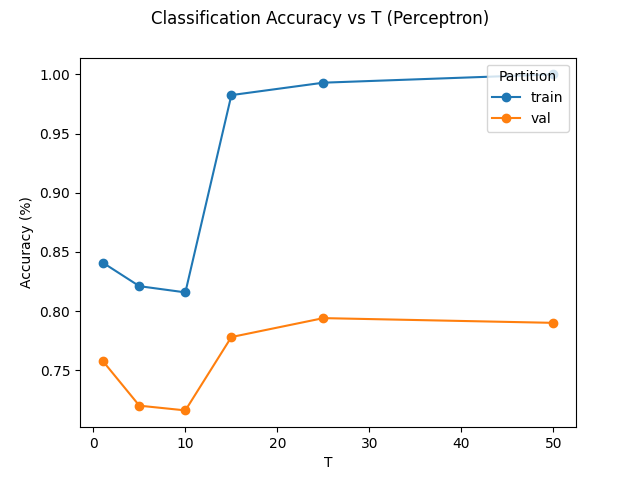 Classification Accuracy vs T (Perceptron)
Partition
train
val
Accuracy (%)
1.00
0.95
0.90
0.85
0.80
0.75
0
10
20
30
40
50
T